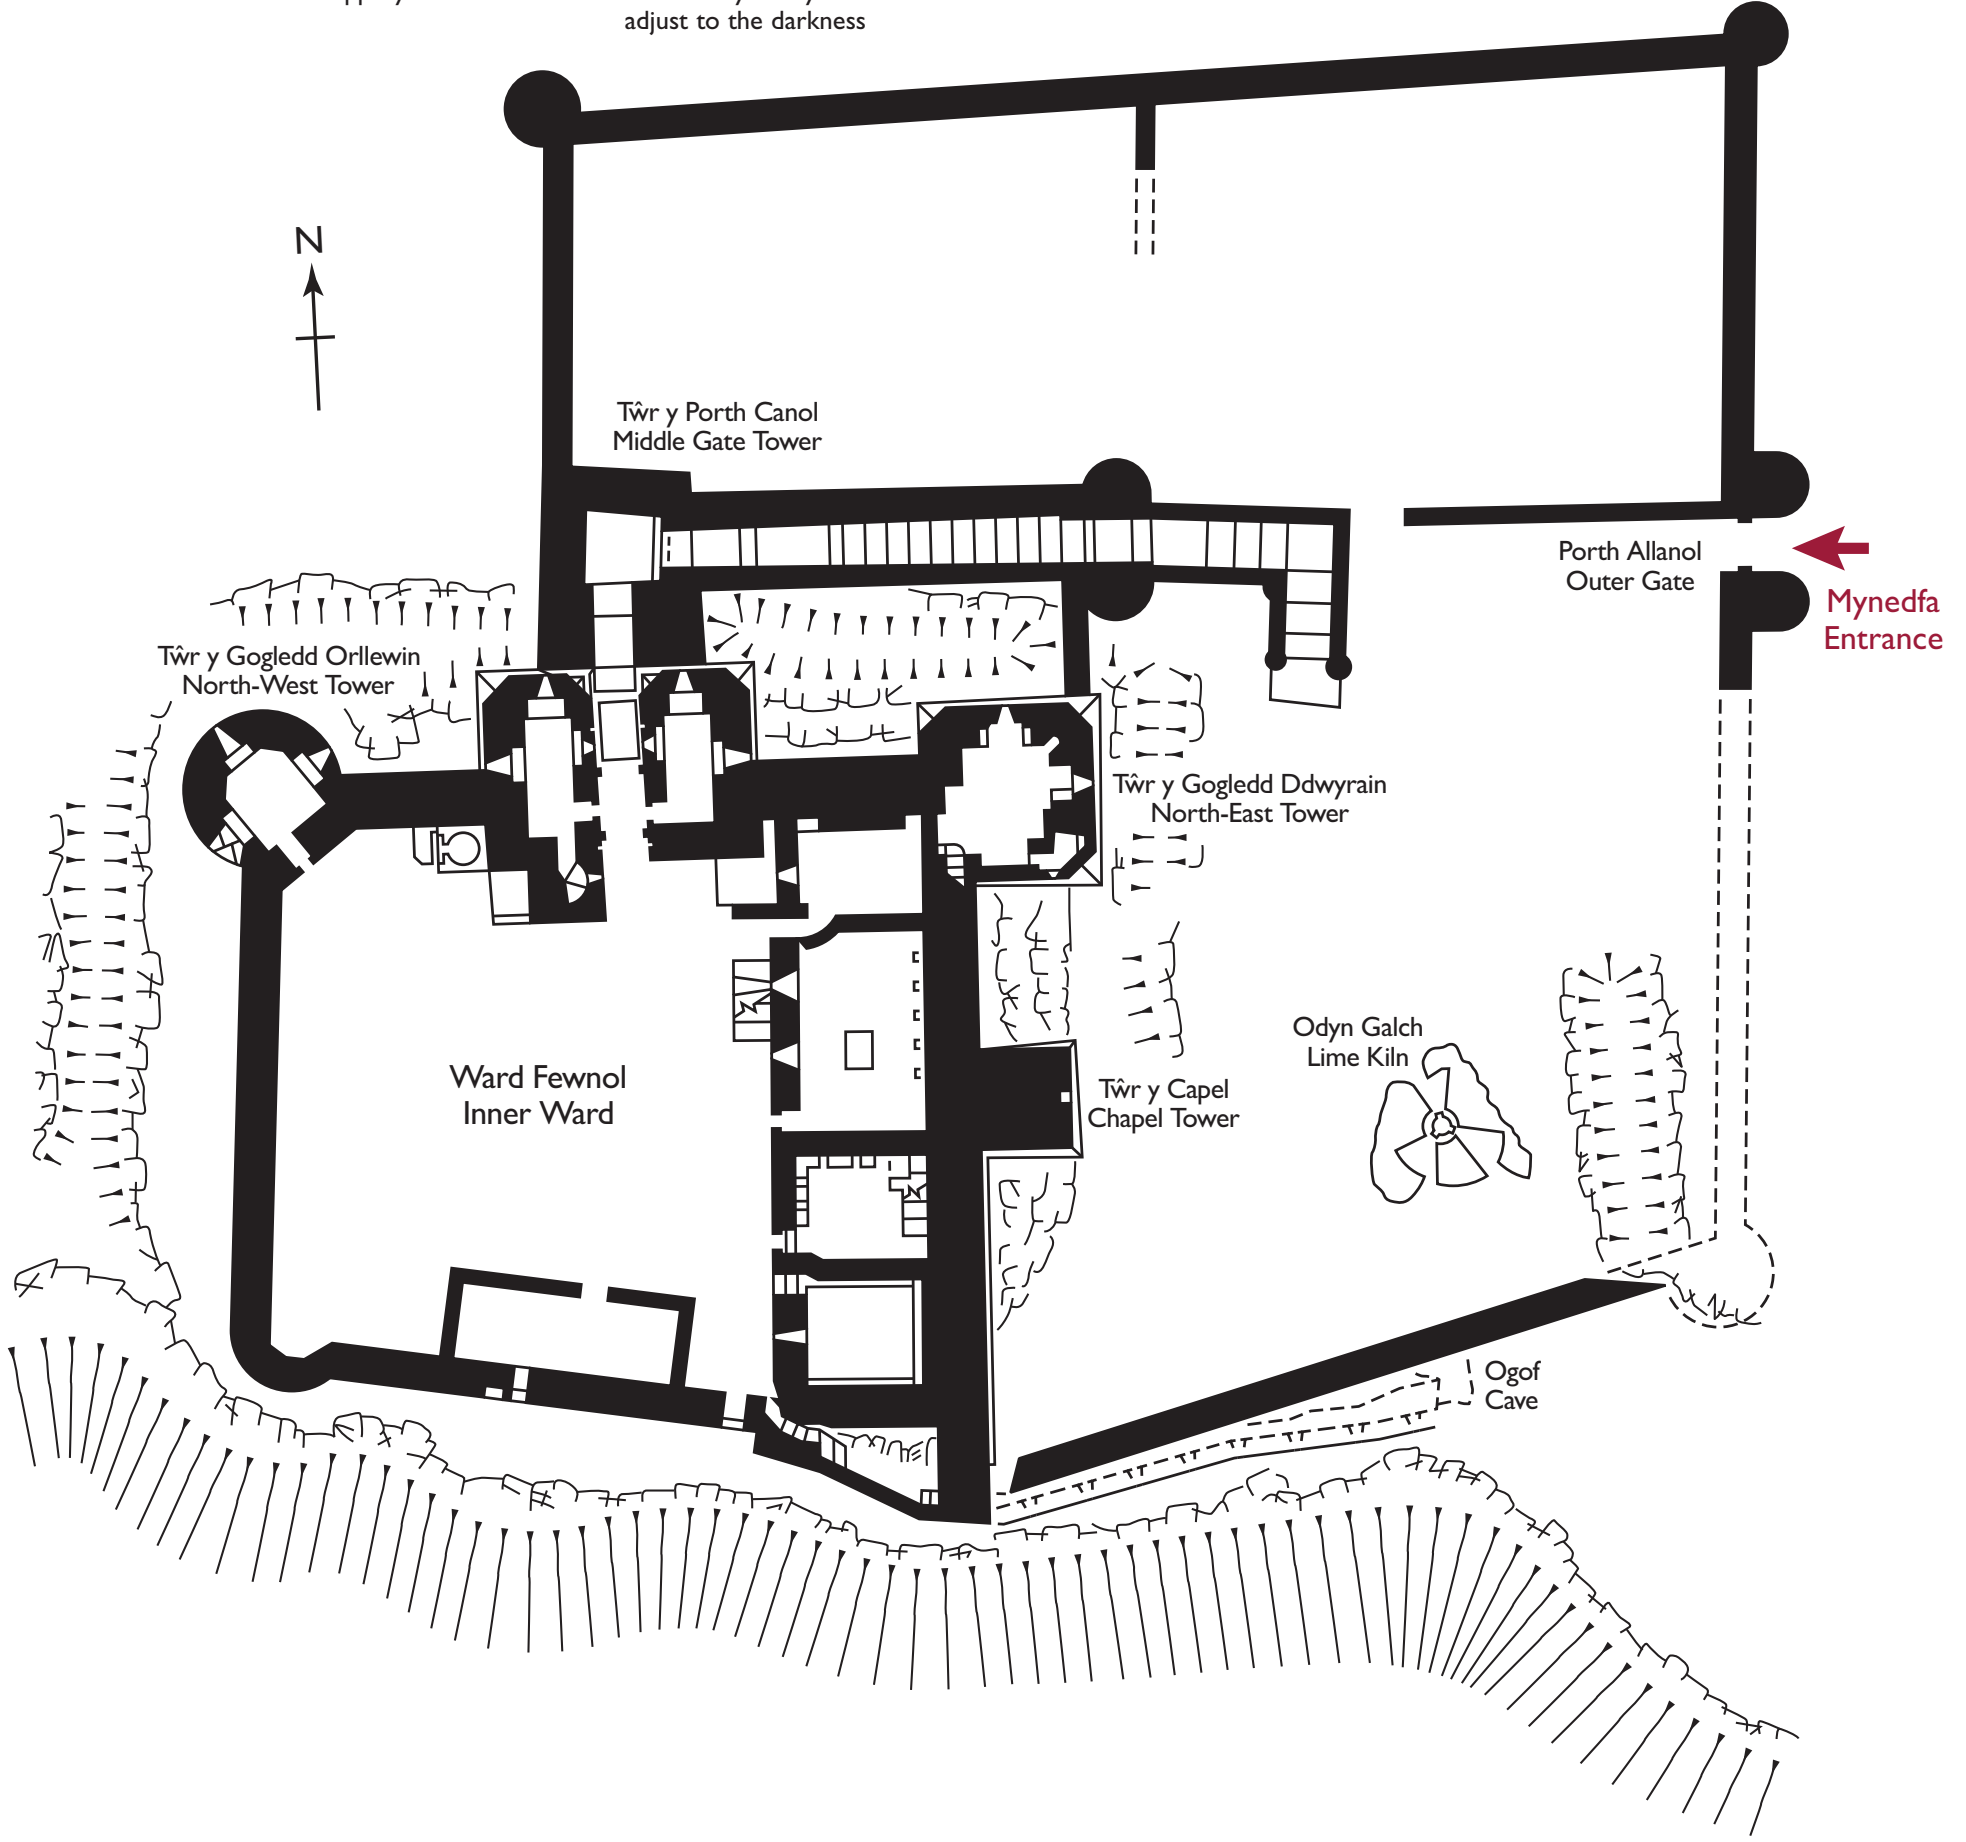 adjust to the darkness
N
Tŵr y Porth Canol
Middle Gate Tower
Porth Allanol
Outer Gate
Mynedfa
Entrance
Tŵr y Gogledd Orllewin
North-West Tower
Tŵr y Gogledd Ddwyrain
North-East Tower
Odyn Galch
Lime Kiln
Ward Fewnol
Inner Ward
Tŵr y Capel
Chapel Tower
Ogof
Cave